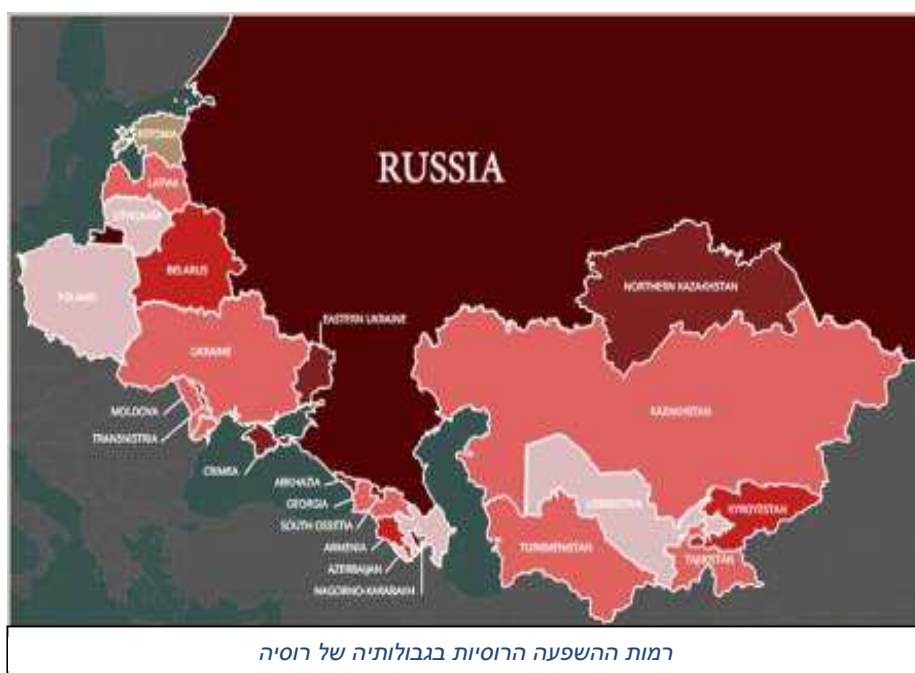 RUSSIA
ESTONIA
LATVIA
LITHUANIA
BELARUS
POLAND
NORTHERN KAZAKHSTAN
EASTERN UKRAINE
UKRAINE
KAZAKHSTAN
MOLDOVA
TRANSNISTRIA
CRIMEA
ABKHAZIA
GEORGIA
SOUTH OSSETIA
ARMENIA
AZERBAIJAN
NAGORNO-KARABAKH
UZBEKISTAN
KYRGYZSTAN
TURKMENISTAN
TAJIKISTAN
רמות ההשפעה הרוסיות בגבולותיה של רוסיה